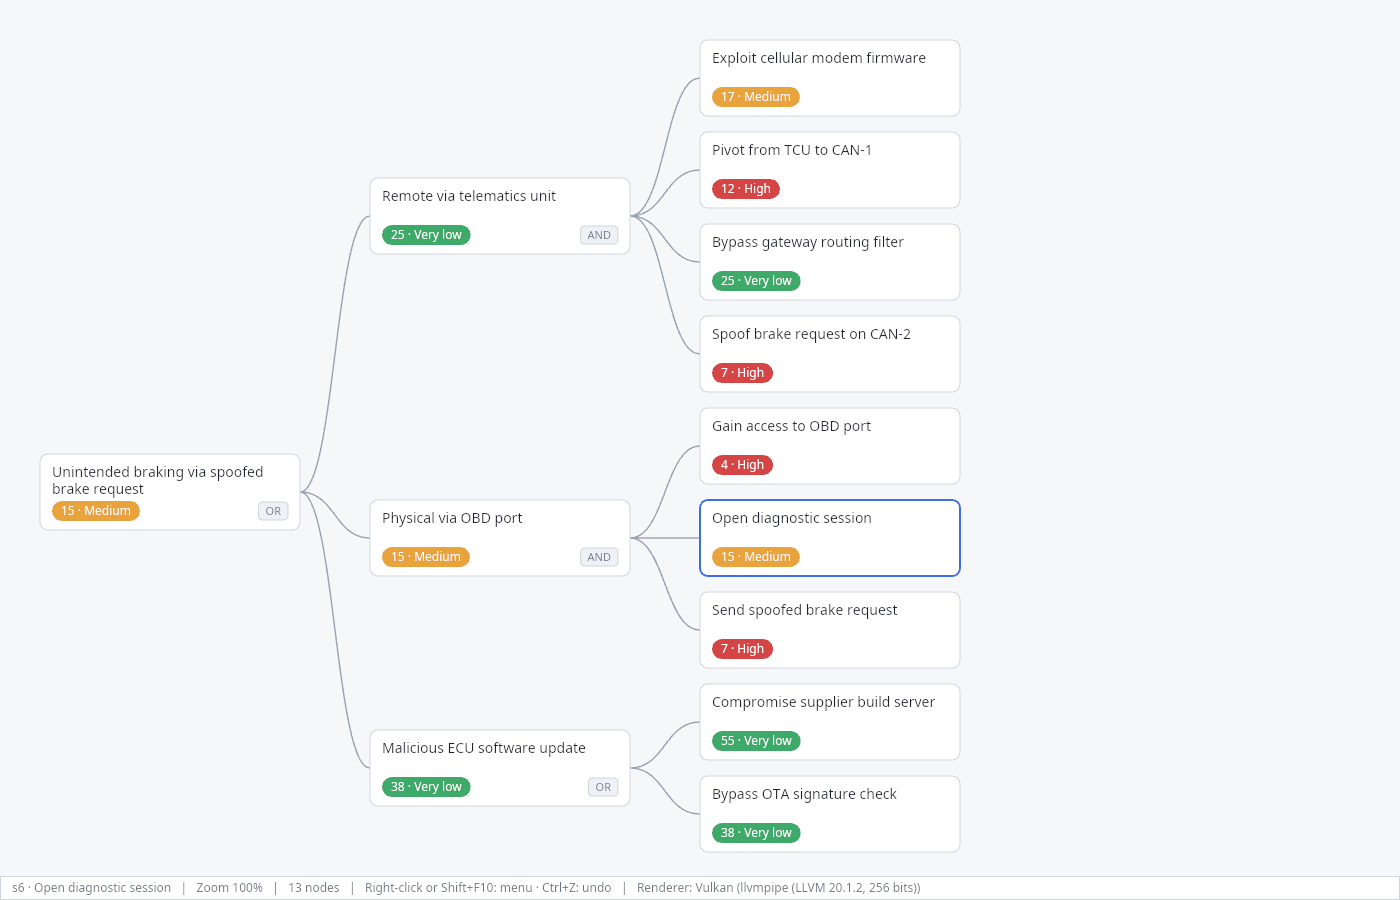 Exploit cellular modem firmware
17 · Medium
Pivot from TCU to CAN-1
12 · High
Remote via telematics unit
25 · Very low
AND
Bypass gateway routing filter
25 · Very low
Spoof brake request on CAN-2
7 · High
Gain access to OBD port
4 · High
Unintended braking via spoofed
brake request
15 · Medium
OR
Physical via OBD port
15 · Medium
AND
Open diagnostic session
15 · Medium
Send spoofed brake request
7 · High
Compromise supplier build server
55 · Very low
Malicious ECU software update
38 · Very low
OR
Bypass OTA signature check
38 · Very low
s6 · Open diagnostic session | Zoom 100% | 13 nodes | Right-click or Shift+F10: menu · Ctrl+Z: undo | Renderer: Vulkan (llvmpipe (LLVM 20.1.2, 256 bits))